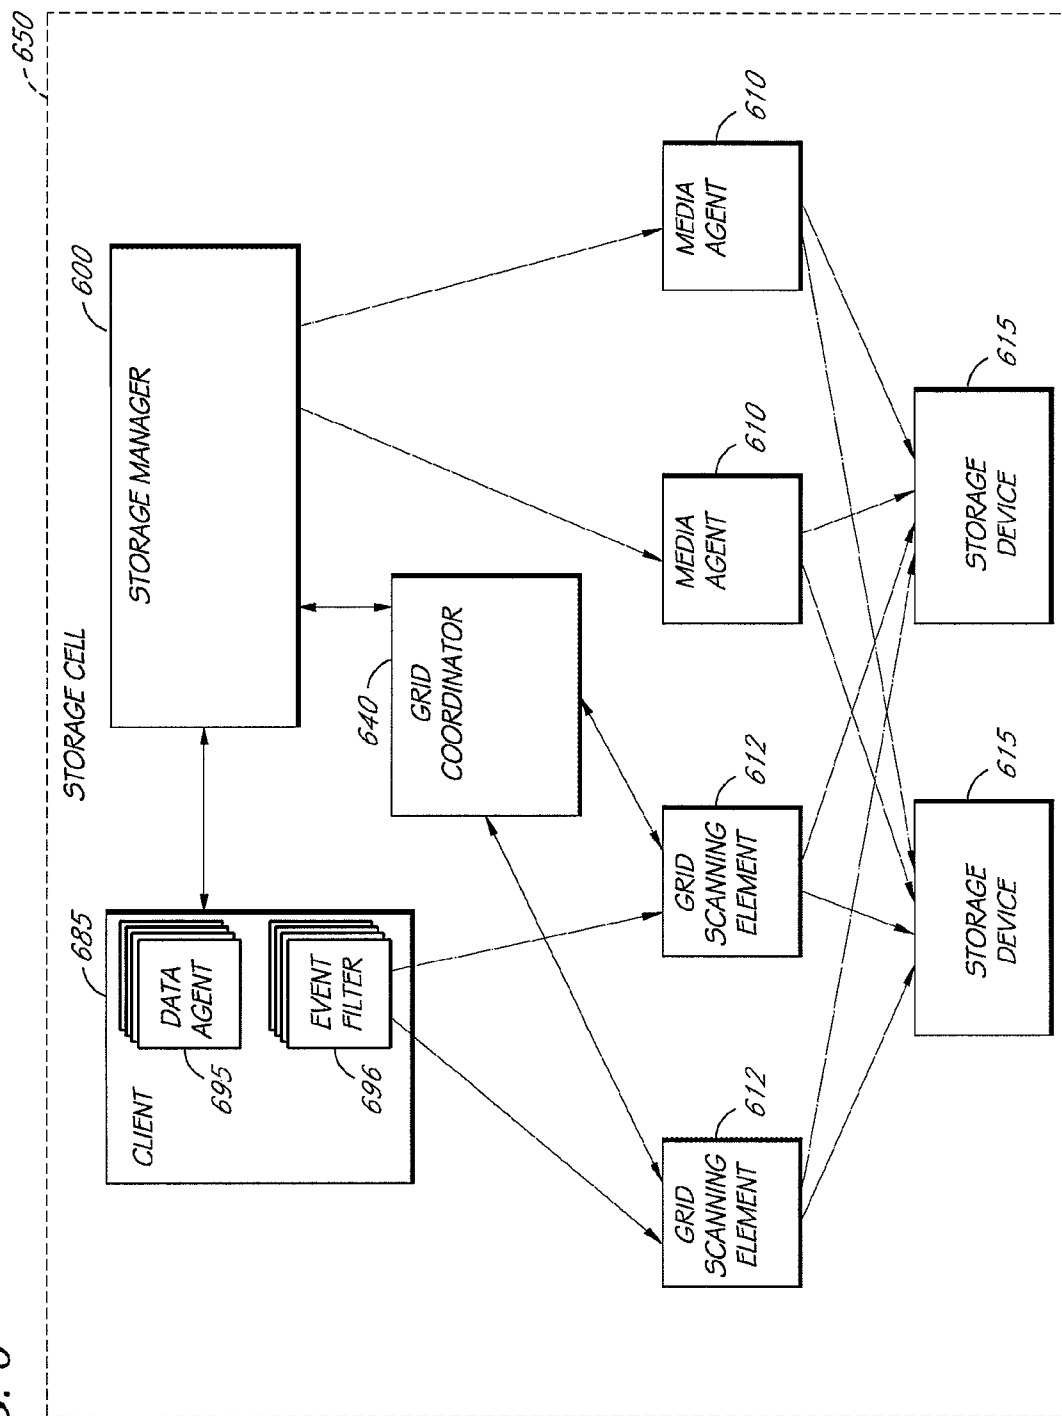 650
STORAGE CELL
685
CLIENT
DATA
AGENT
695
EVENT
FILTER
696
600
STORAGE MANAGER
640
GRID
COORDINATOR
GRID
SCANNING
ELEMENT
612
GRID
SCANNING
ELEMENT
612
MEDIA
AGENT
610
MEDIA
AGENT
610
STORAGE
DEVICE
615
STORAGE
DEVICE
615